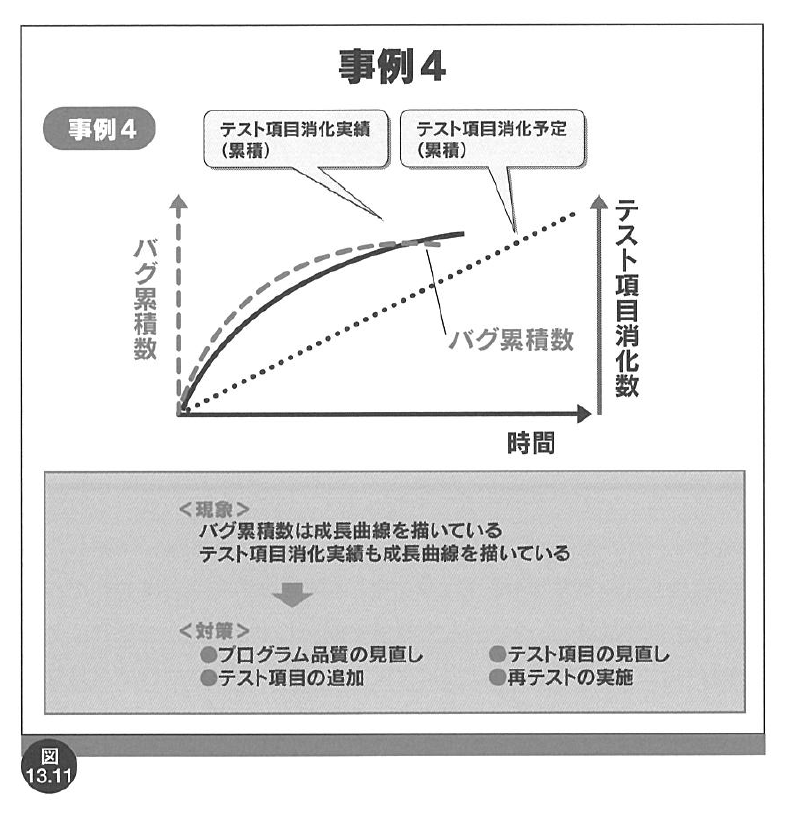 事例4
事例4
テスト項目消化実績
（累積）
テスト項目消化予定
（累積）
バグ累積数
テスト項目消化数
バグ累積数
時間
＜現象＞
バグ累積数は成長曲線を描いている
テスト項目消化実績も成長曲線を描いている
＜対策＞
●プログラム品質の見直し
●テスト項目の見直し
●テスト項目の追加
●再テストの実施
図
13.11